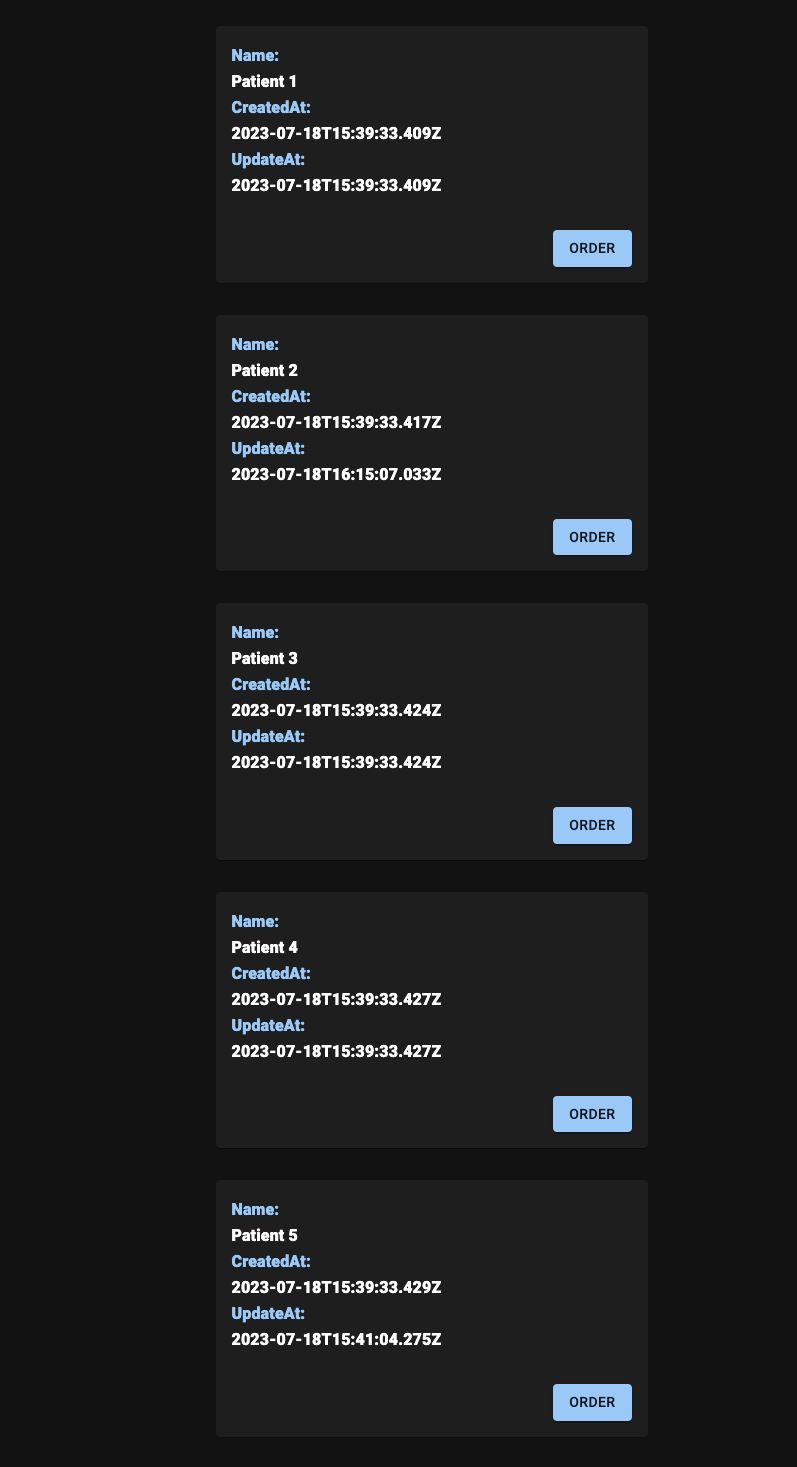 Name:
Patient 1
CreatedAt:
2023-07-18T15:39:33.409Z
UpdateAt:
2023-07-18T15:39:33.409Z
ORDER
Name:
Patient 2
CreatedAt:
2023-07-18T15:39:33.417Z
UpdateAt:
2023-07-18T16:15:07.033Z
ORDER
Name:
Patient 3
CreatedAt:
2023-07-18T15:39:33.424Z
UpdateAt:
2023-07-18T15:39:33.424Z
ORDER
Name:
Patient 4
CreatedAt:
2023-07-18T15:39:33.427Z
UpdateAt:
2023-07-18T15:39:33.427Z
ORDER
Name:
Patient 5
CreatedAt:
2023-07-18T15:39:33.429Z
UpdateAt:
2023-07-18T15:41:04.275Z
ORDER